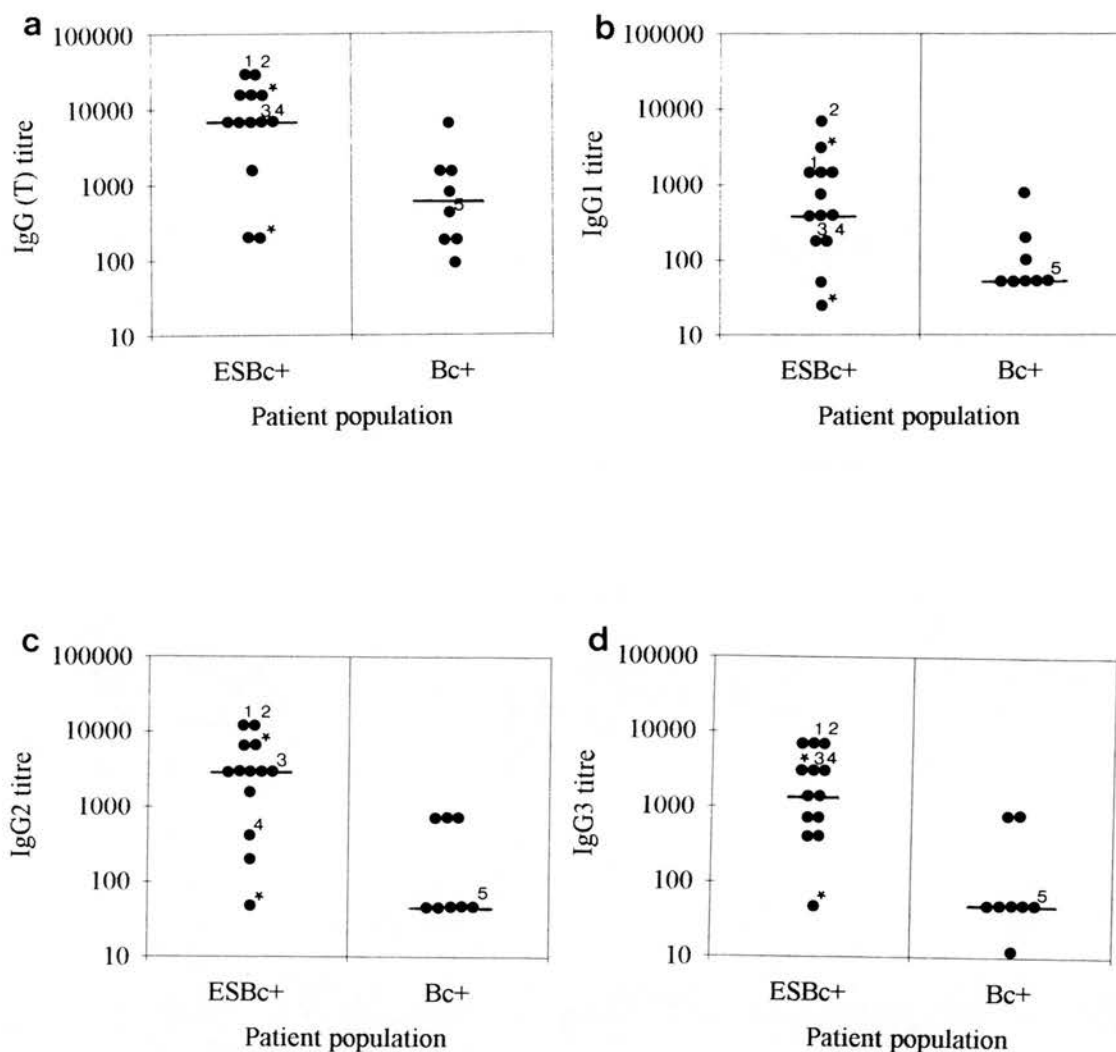 a
100000
10000
1000
100
10
IgG (T) titre
1 2
*
3 4
*
5
ESBc+
Bc+
Patient population
b
100000
10000
1000
100
10
IgG1 titre
2
*
1
3 4
*
5
ESBc+
Bc+
Patient population
c
100000
10000
1000
100
10
IgG2 titre
1 2
*
3
4
*
5
ESBc+
Bc+
Patient population
d
100000
10000
1000
100
10
IgG3 titre
1 2
* 3 4
*
5
ESBc+
Bc+
Patient population